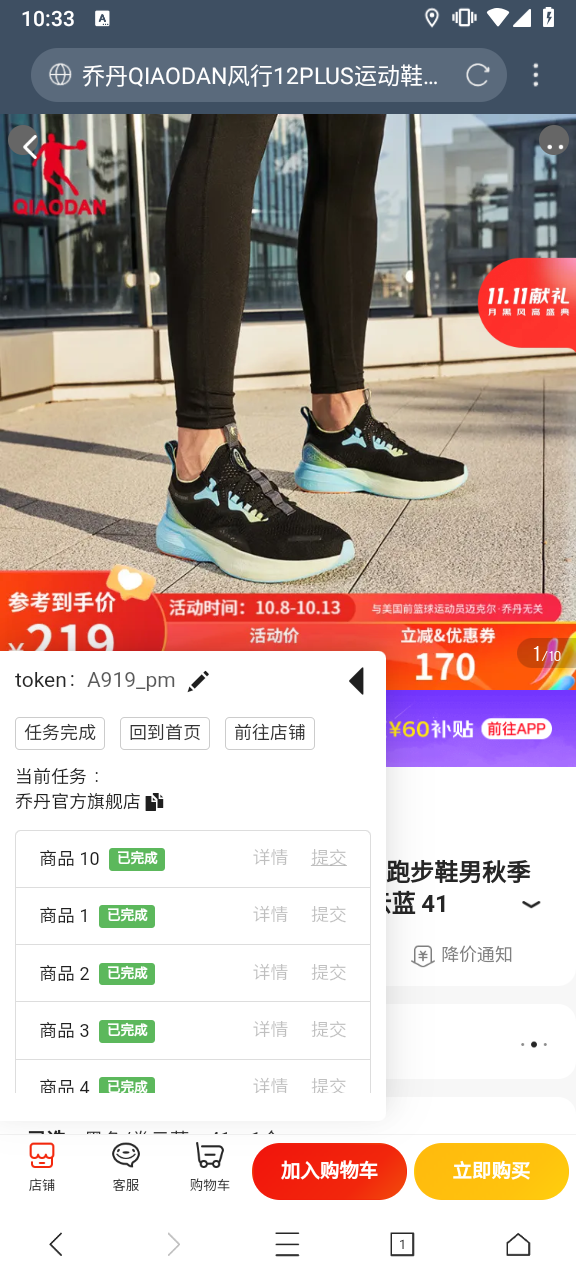 10:33
A
乔丹QIAODAN风行12PLUS运动鞋...
QIAODAN
11.11献礼
月黑风高盛典
参考到手价
¥219
活动时间：10.8-10.13
与美国前篮球运动员迈克尔·乔丹无关
活动价
立减&优惠券
170
1/10
token： A919_pm
任务完成
回到首页
前往店铺
¥60补贴
前往APP
当前任务：
乔丹官方旗舰店
商品 10 已完成 详情 提交
商品 1 已完成 详情 提交
商品 2 已完成 详情 提交
商品 3 已完成 详情 提交
商品 4 已完成 详情 提交
跑步鞋男秋季
云蓝 41
降价通知
店铺
客服
购物车
加入购物车
立即购买
1